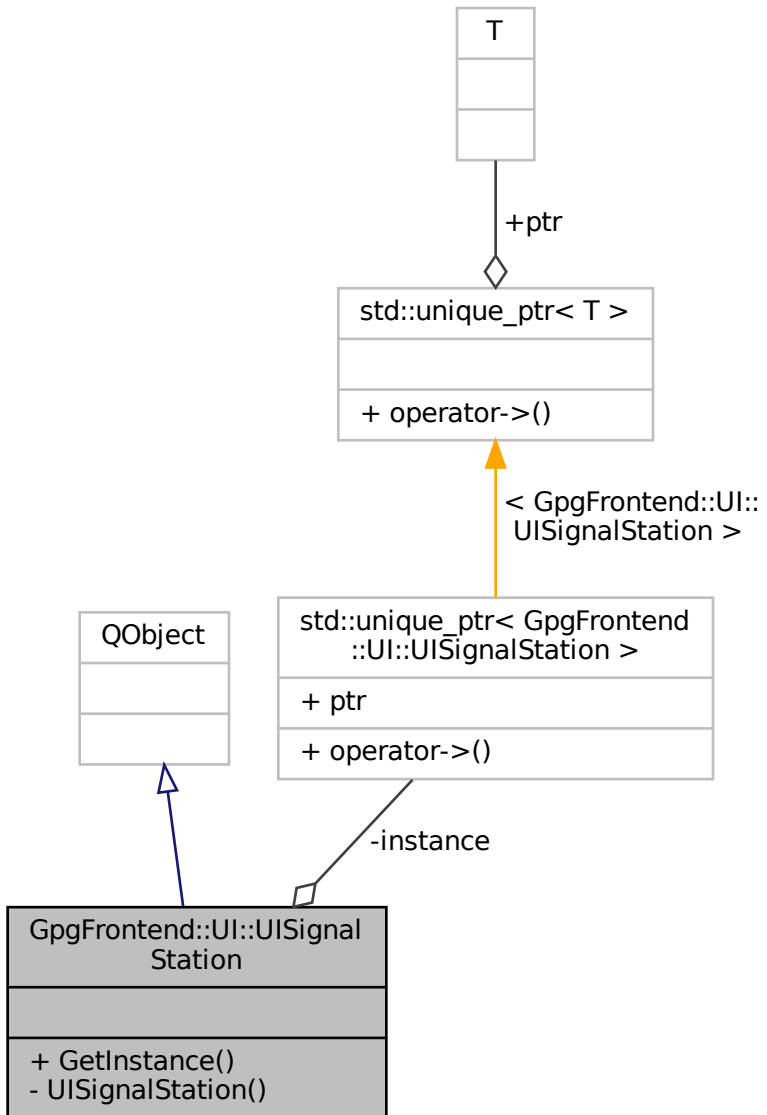 T
+ptr
std::unique_ptr< T >
+ operator->()
< GpgFrontend::UI::
UISignalStation >
QObject
std::unique_ptr< GpgFrontend
::UI::UISignalStation >
+ ptr
+ operator->()
-instance
GpgFrontend::UI::UISignal
Station
+ GetInstance()
- UISignalStation()